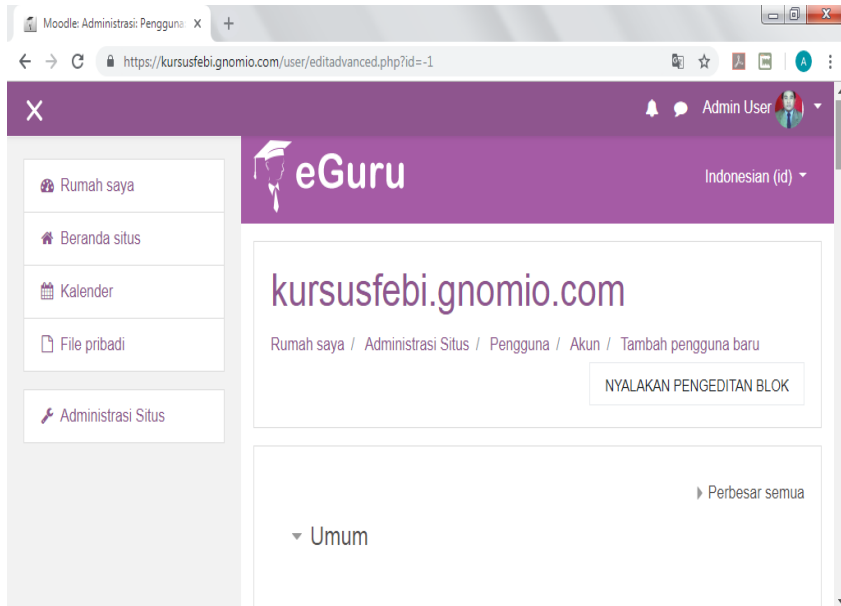 Moodle: Administrasi: Pengguna:
https://kursusfebi.gnomio.com/user/editadvanced.php?id=-1
A
Admin User
eGuru
Indonesian (id)
Rumah saya
Beranda situs
Kalender
File pribadi
Administrasi Situs
kursusfebi.gnomio.com
Rumah saya / Administrasi Situs / Pengguna / Akun / Tambah pengguna baru
NYALAKAN PENGEDITAN BLOK
Perbesar semua
Umum